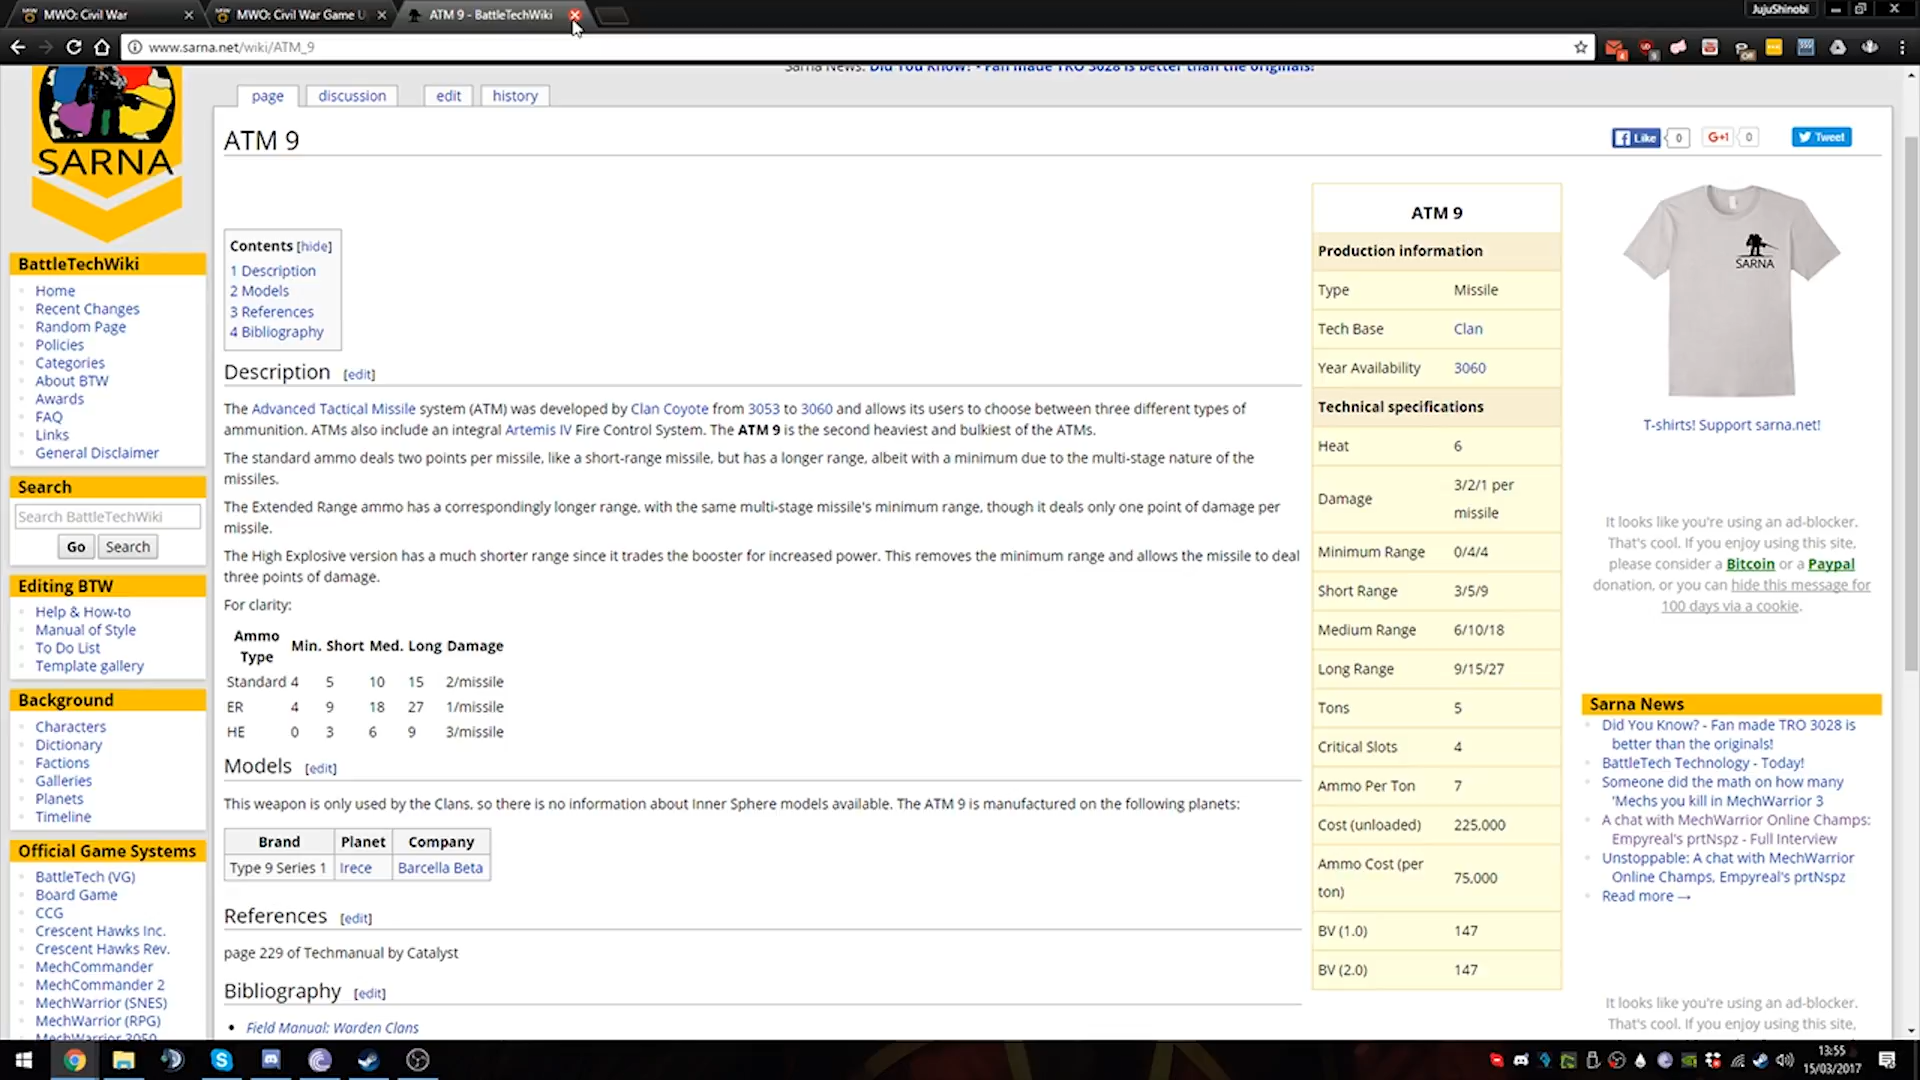 MWO: Civil War
MWO: Civil War Game U
ATM 9 - BattleTechWiki
JujuShinobi
www.sarna.net/wiki/ATM_9
Sarna News: Did You Know? - Fan made TRO 3028 is better than the originals!
page
discussion
edit
history
SARNA
ATM 9
Like
0
G+1
0
Tweet
Contents [hide]
1 Description
2 Models
3 References
4 Bibliography
Description [edit]
The Advanced Tactical Missile system (ATM) was developed by Clan Coyote from 3053 to 3060 and allows its users to choose between three different types of
ammunition. ATMs also include an integral Artemis IV Fire Control System. The ATM 9 is the second heaviest and bulkiest of the ATMs.
The standard ammo deals two points per missile, like a short-range missile, but has a longer range, albeit with a minimum due to the multi-stage nature of the
missiles.
The Extended Range ammo has a correspondingly longer range, with the same multi-stage missile's minimum range, though it deals only one point of damage per
missile.
The High Explosive version has a much shorter range since it trades the booster for increased power. This removes the minimum range and allows the missile to deal
three points of damage.
For clarity:
Ammo
Type Min. Short Med. Long Damage
Standard 4 5 10 15 2/missile
ER 4 9 18 27 1/missile
HE 0 3 6 9 3/missile
Models [edit]
This weapon is only used by the Clans, so there is no information about Inner Sphere models available. The ATM 9 is manufactured on the following planets:
Brand Planet Company
Type 9 Series 1 Irece Barcella Beta
References [edit]
page 229 of Techmanual by Catalyst
Bibliography [edit]
Field Manual: Warden Clans
ATM 9
Production information
Type Missile
Tech Base Clan
Year Availability 3060
Technical specifications
Heat 6
Damage 3/2/1 per
missile
Minimum Range 0/4/4
Short Range 3/5/9
Medium Range 6/10/18
Long Range 9/15/27
Tons 5
Critical Slots 4
Ammo Per Ton 7
Cost (unloaded) 225,000
Ammo Cost (per
ton) 75,000
BV (1.0) 147
BV (2.0) 147
SARNA
T-shirts! Support sarna.net!
It looks like you're using an ad-blocker.
That's cool. If you enjoy using this site,
please consider a Bitcoin or a Paypal
donation, or you can hide this message for
100 days via a cookie.
Sarna News
Did You Know? - Fan made TRO 3028 is
better than the originals!
BattleTech Technology - Today!
Someone did the math on how many
'Mechs you kill in MechWarrior 3
A chat with MechWarrior Online Champs:
Empyreal's prtNspz - Full Interview
Unstoppable: A chat with MechWarrior
Online Champs, Empyreal's prtNspz
Read more →
It looks like you're using an ad-blocker.
That's cool. If you enjoy using this site,
BattleTechWiki
Home
Recent Changes
Random Page
Policies
Categories
About BTW
Awards
FAQ
Links
General Disclaimer
Search
Search BattleTechWiki
Go
Search
Editing BTW
Help & How-to
Manual of Style
To Do List
Template gallery
Background
Characters
Dictionary
Factions
Galleries
Planets
Timeline
Official Game Systems
BattleTech (VG)
Board Game
CCG
Crescent Hawks Inc.
Crescent Hawks Rev.
MechCommander
MechCommander 2
MechWarrior (SNES)
MechWarrior (RPG)
MechWarrior 3050
13:55
15/03/2017